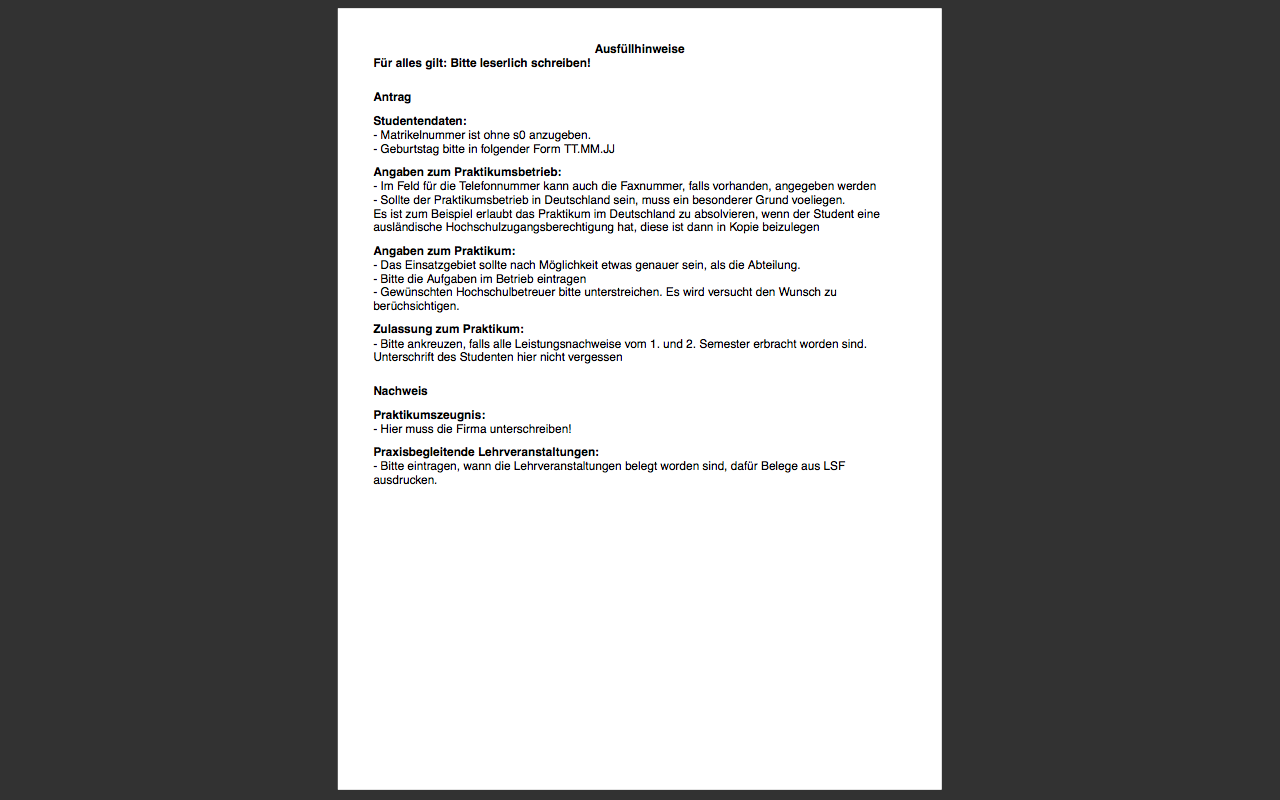 Ausfüllhinweise
Für alles gilt: Bitte leserlich schreiben!
Antrag
Studentendaten:
- Matrikelnummer ist ohne s0 anzugeben.
- Geburtstag bitte in folgender Form TT.MM.JJ
Angaben zum Praktikumsbetrieb:
- Im Feld für die Telefonnummer kann auch die Faxnummer, falls vorhanden, angegeben werden
- Sollte der Praktikumsbetrieb in Deutschland sein, muss ein besonderer Grund voeliegen.
Es ist zum Beispiel erlaubt das Praktikum im Deutschland zu absolvieren, wenn der Student eine
ausländische Hochschulzugangsberechtigung hat, diese ist dann in Kopie beizulegen
Angaben zum Praktikum:
- Das Einsatzgebiet sollte nach Möglichkeit etwas genauer sein, als die Abteilung.
- Bitte die Aufgaben im Betrieb eintragen
- Gewünschten Hochschulbetreuer bitte unterstreichen. Es wird versucht den Wunsch zu
berüchsichtigen.
Zulassung zum Praktikum:
- Bitte ankreuzen, falls alle Leistungsnachweise vom 1. und 2. Semester erbracht worden sind.
Unterschrift des Studenten hier nicht vergessen
Nachweis
Praktikumszeugnis:
- Hier muss die Firma unterschreiben!
Praxisbegleitende Lehrveranstaltungen:
- Bitte eintragen, wann die Lehrveranstaltungen belegt worden sind, dafür Belege aus LSF
ausdrucken.